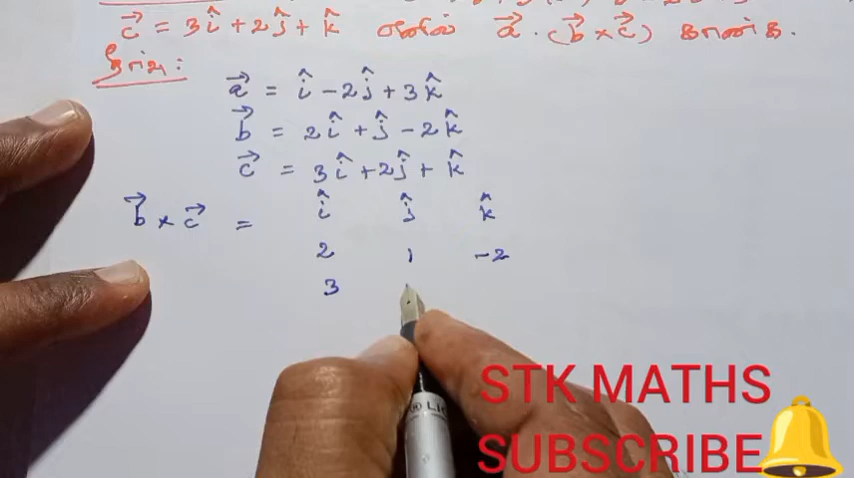 c⃗ = 3î + 2ĵ + k̂ எனில் a⃗ · (b⃗ × c⃗) காண்க.
தீர்வு:
a⃗ = î - 2ĵ + 3k̂
b⃗ = 2î + ĵ - 2k̂
c⃗ = 3î + 2ĵ + k̂
b⃗ × c⃗ = î ĵ k̂
2 1 -2
3
STK MATHS
SUBSCRIBE